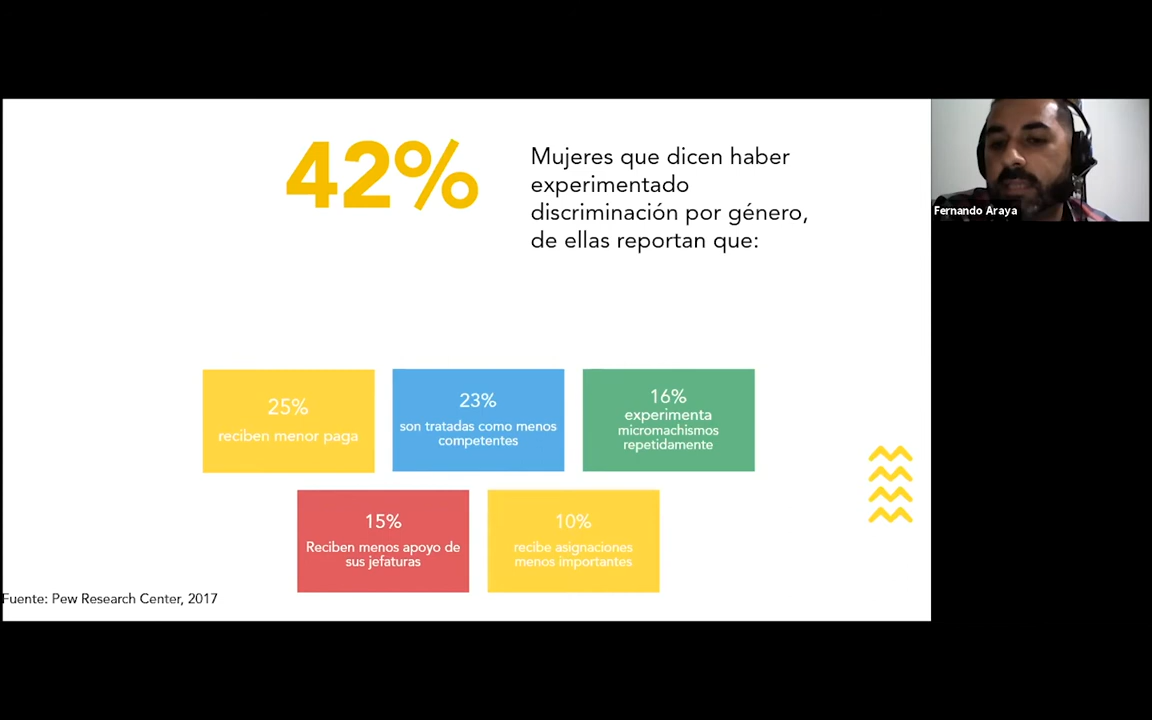 42%
Mujeres que dicen haber
experimentado
discriminación por género,
de ellas reportan que:
Fernando Araya
25%
reciben menor paga
23%
son tratadas como menos
competentes
16%
experimenta
micromachismos
repetidamente
15%
Reciben menos apoyo de
sus jefaturas
10%
recibe asignaciones
menos importantes
Fuente: Pew Research Center, 2017